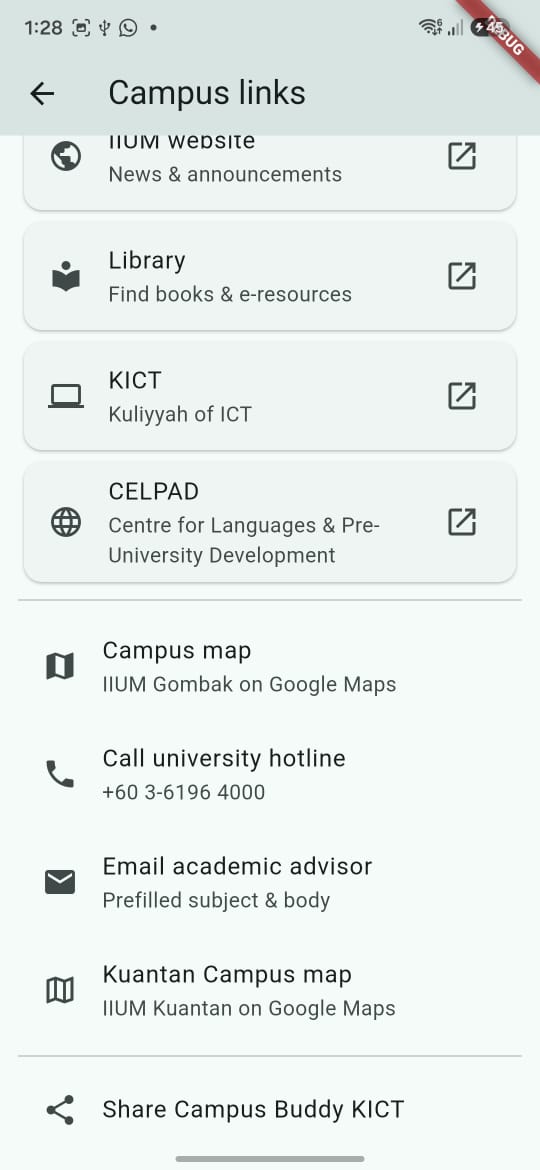 1:28
DEBUG
Campus links
IIUM website
News & announcements
Library
Find books & e-resources
KICT
Kuliyyah of ICT
CELPAD
Centre for Languages & Pre-
University Development
Campus map
IIUM Gombak on Google Maps
Call university hotline
+60 3-6196 4000
Email academic advisor
Prefilled subject & body
Kuantan Campus map
IIUM Kuantan on Google Maps
Share Campus Buddy KICT